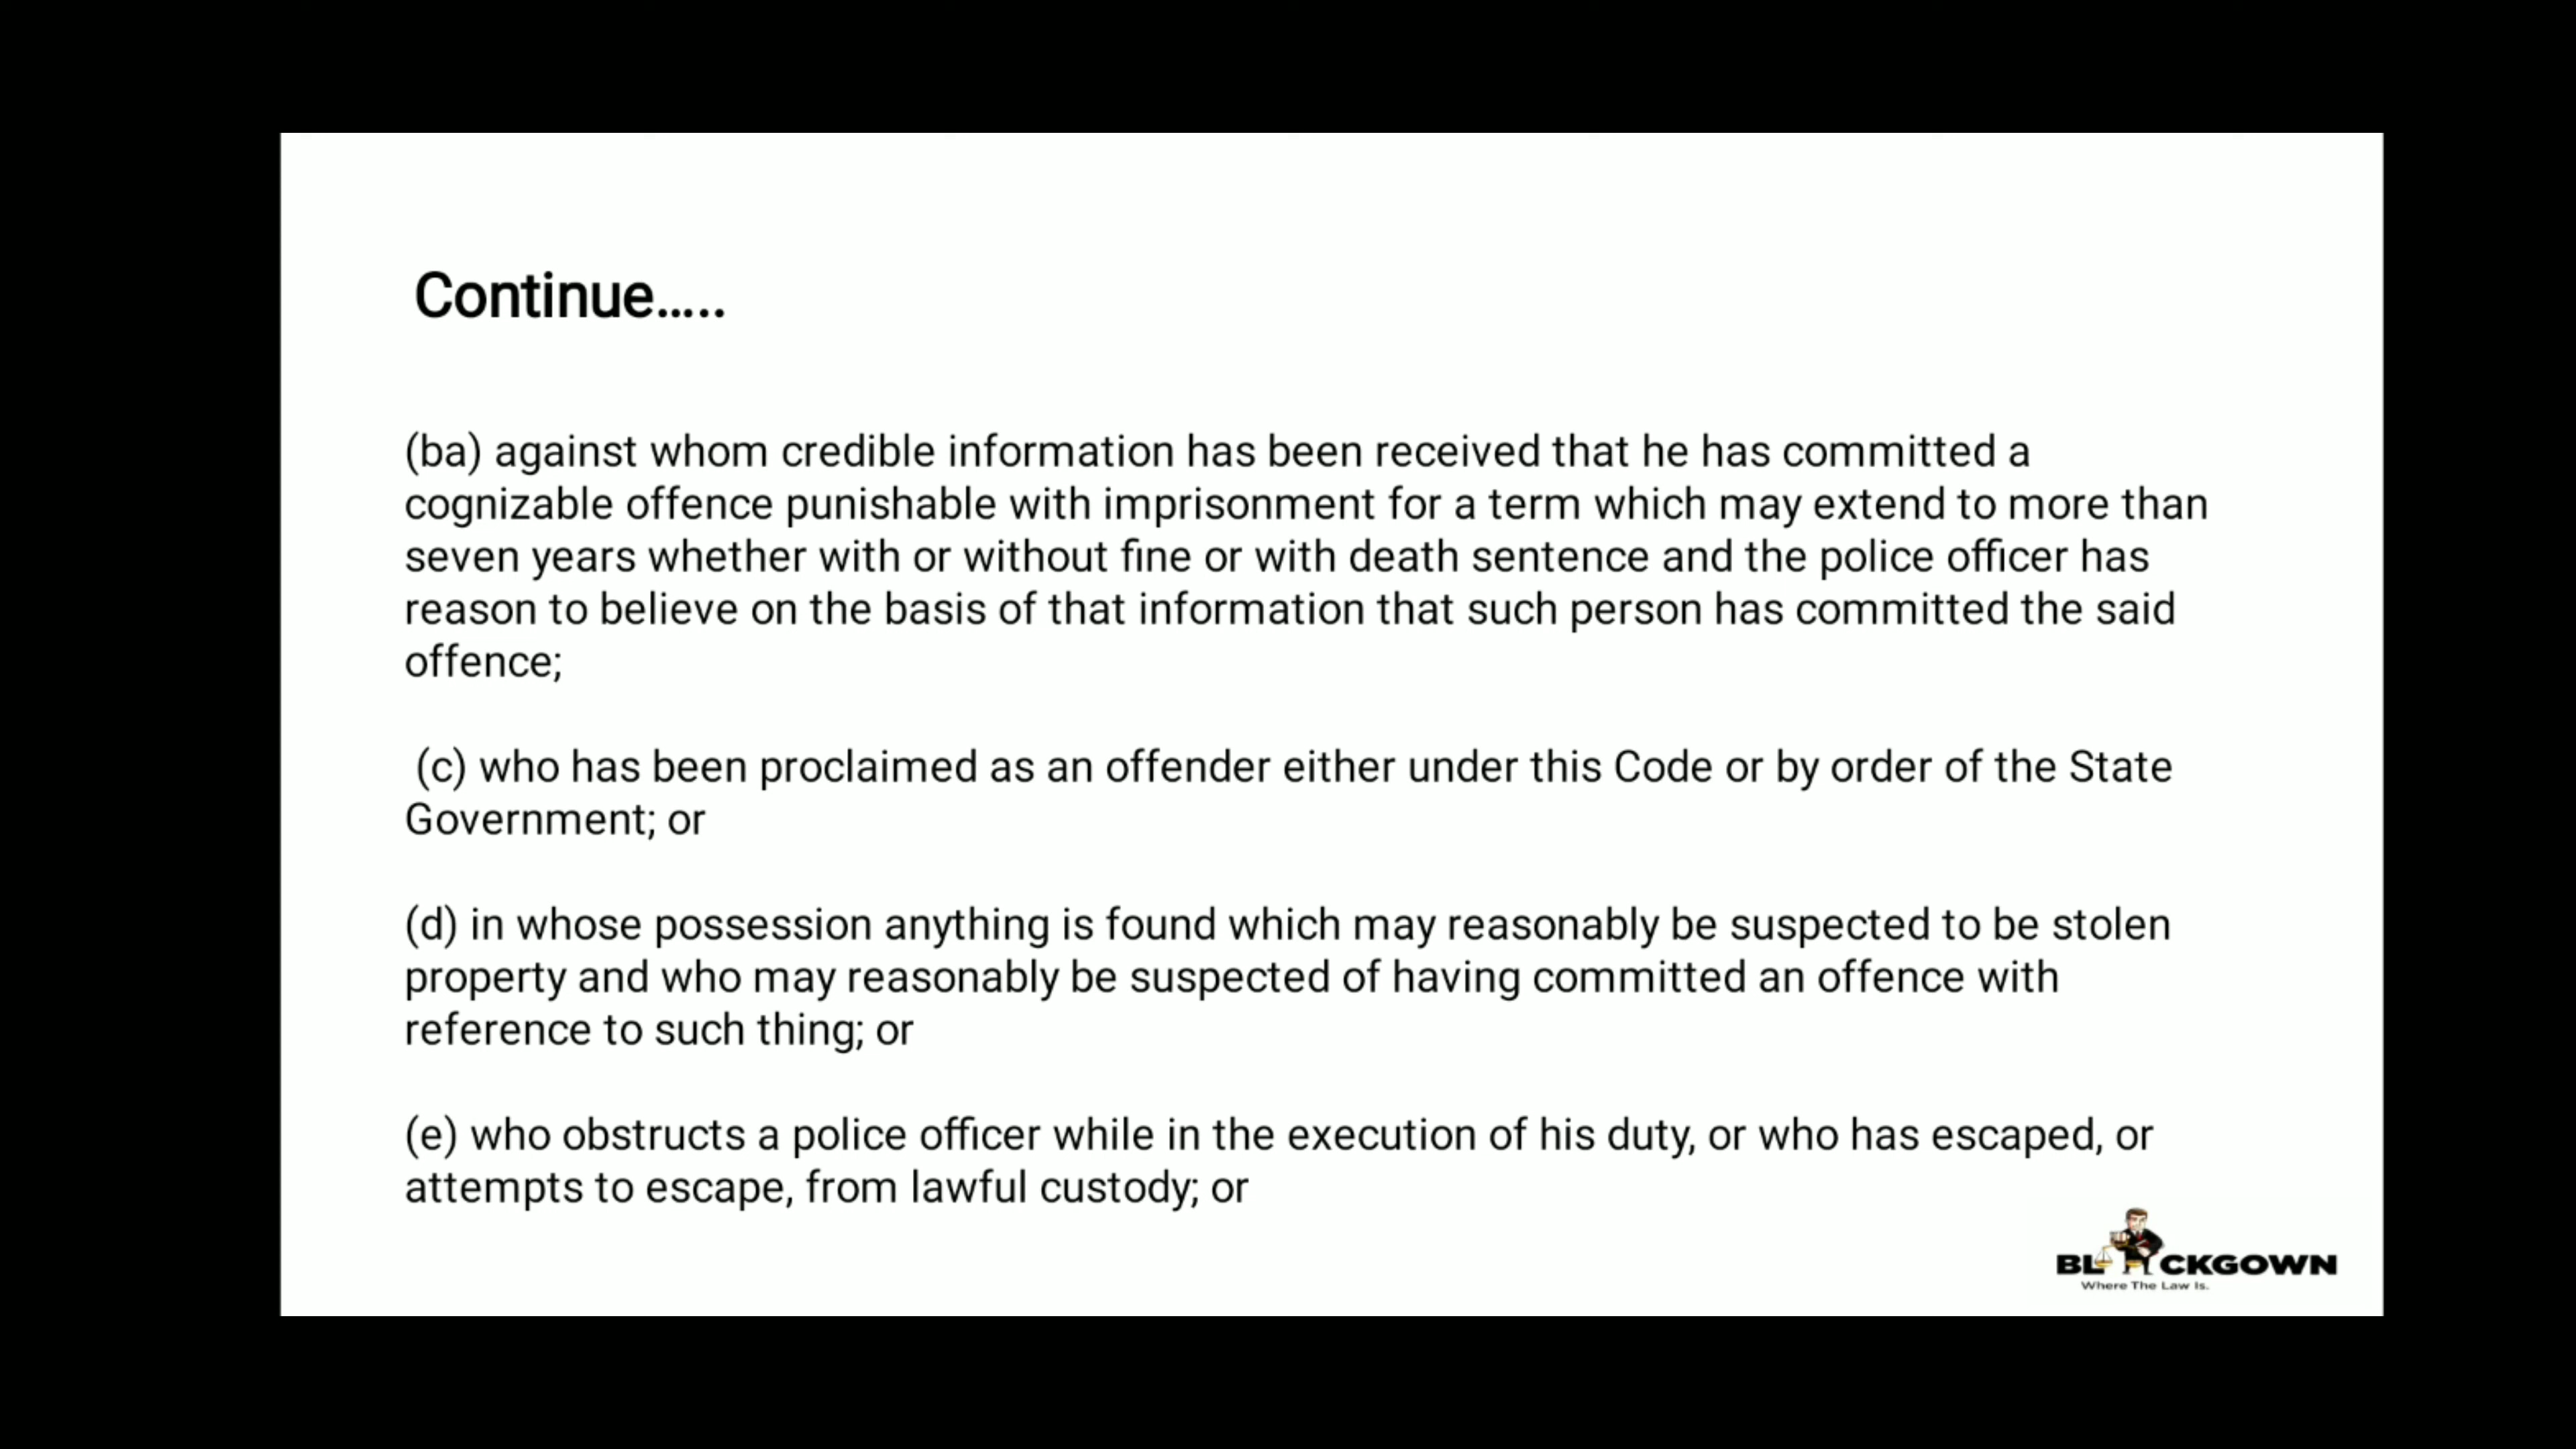 Continue.....
(ba) against whom credible information has been received that he has committed a
cognizable offence punishable with imprisonment for a term which may extend to more than
seven years whether with or without fine or with death sentence and the police officer has
reason to believe on the basis of that information that such person has committed the said
offence;
(c) who has been proclaimed as an offender either under this Code or by order of the State
Government; or
(d) in whose possession anything is found which may reasonably be suspected to be stolen
property and who may reasonably be suspected of having committed an offence with
reference to such thing; or
(e) who obstructs a police officer while in the execution of his duty, or who has escaped, or
attempts to escape, from lawful custody; or
BLACKGOWN
Where The Law Is.